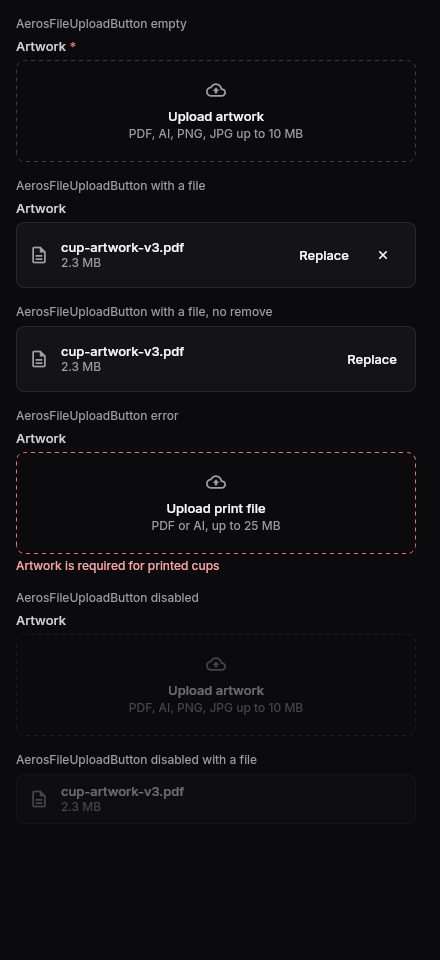 AerosFileUploadButton empty
Artwork *
Upload artwork
PDF, AI, PNG, JPG up to 10 MB
AerosFileUploadButton with a file
Artwork
cup-artwork-v3.pdf
2.3 MB
Replace
AerosFileUploadButton with a file, no remove
cup-artwork-v3.pdf
2.3 MB
Replace
AerosFileUploadButton error
Artwork
Upload print file
PDF or AI, up to 25 MB
Artwork is required for printed cups
AerosFileUploadButton disabled
Artwork
Upload artwork
PDF, AI, PNG, JPG up to 10 MB
AerosFileUploadButton disabled with a file
cup-artwork-v3.pdf
2.3 MB